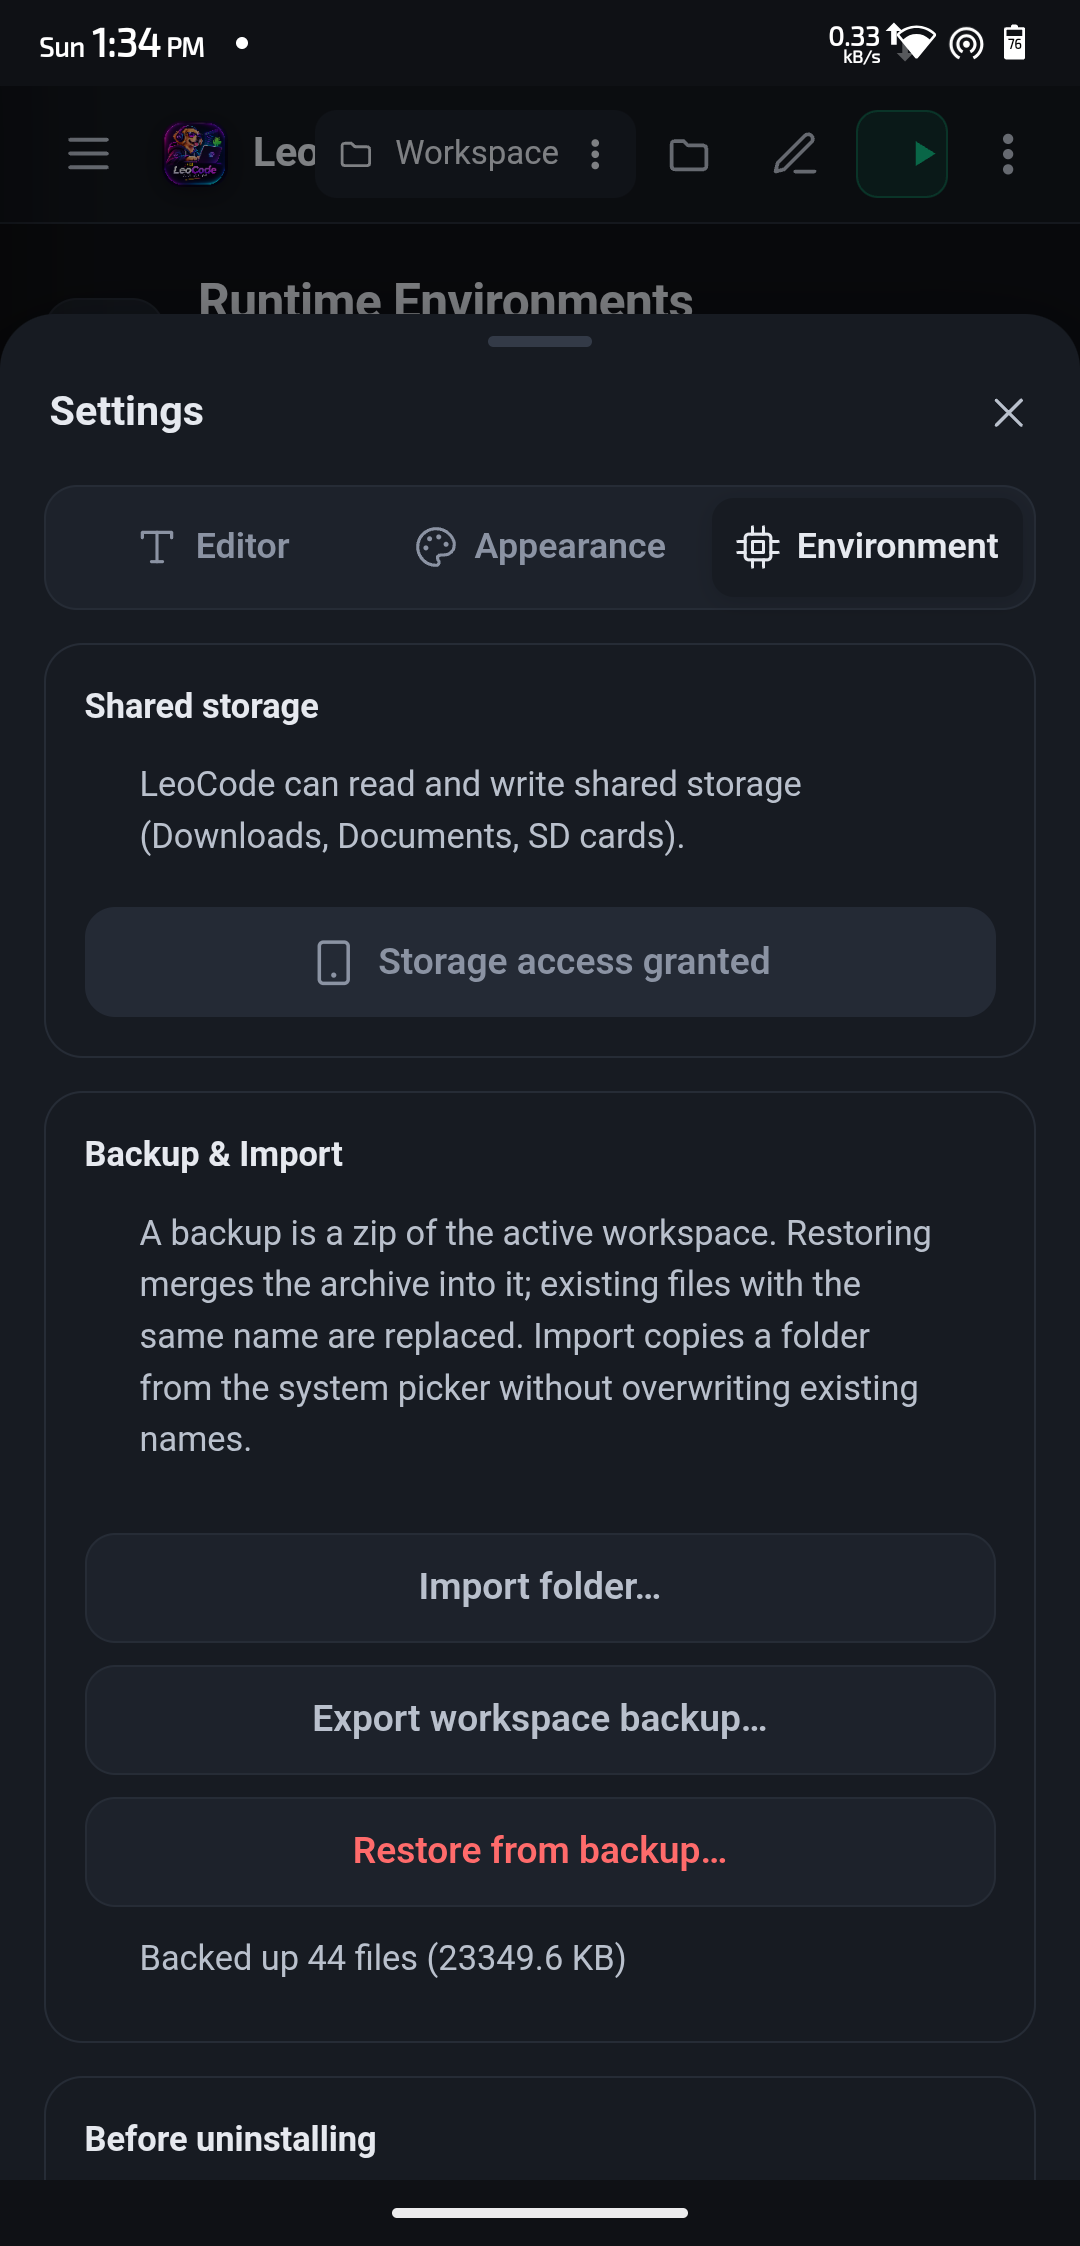 Sun 1:34 PM
0.33
kB/s
76
LeoCode
Leo
Workspace
Runtime Environments
Settings
Editor
Appearance
Environment
Shared storage
LeoCode can read and write shared storage
(Downloads, Documents, SD cards).
Storage access granted
Backup & Import
A backup is a zip of the active workspace. Restoring
merges the archive into it; existing files with the
same name are replaced. Import copies a folder
from the system picker without overwriting existing
names.
Import folder…
Export workspace backup…
Restore from backup…
Backed up 44 files (23349.6 KB)
Before uninstalling